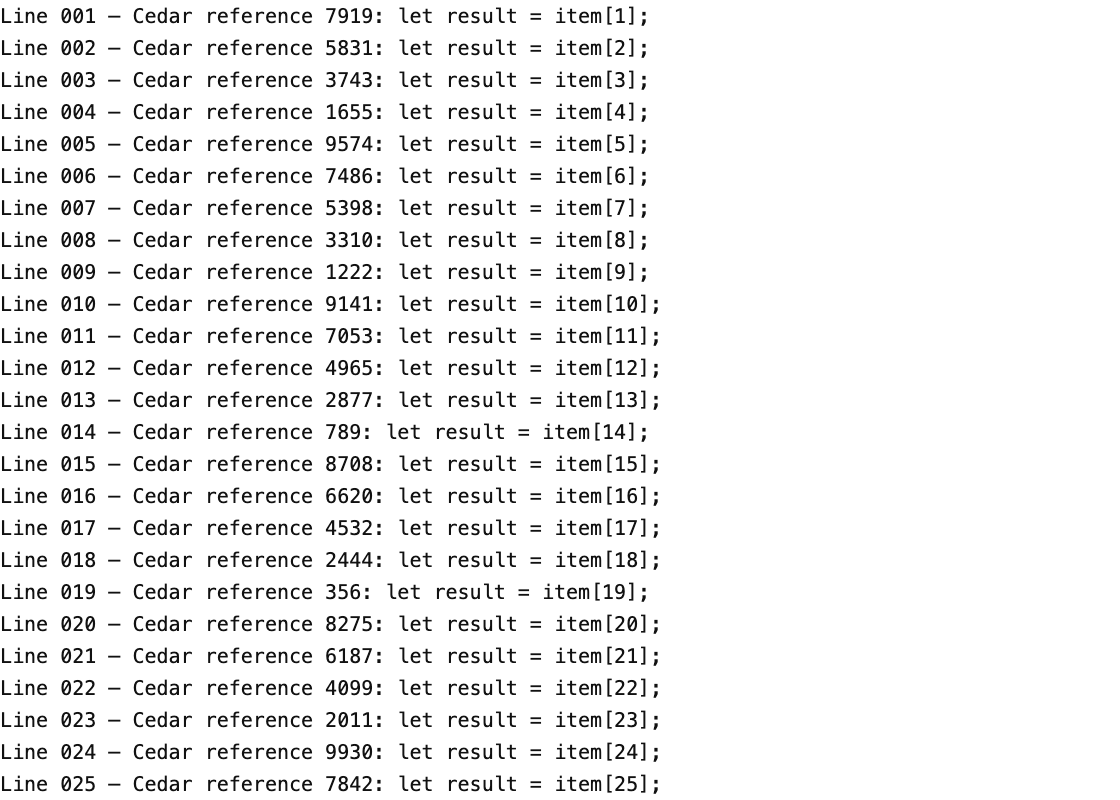 Line 001 – Cedar reference 7919: let result = item[1];
Line 002 – Cedar reference 5831: let result = item[2];
Line 003 – Cedar reference 3743: let result = item[3];
Line 004 – Cedar reference 1655: let result = item[4];
Line 005 – Cedar reference 9574: let result = item[5];
Line 006 – Cedar reference 7486: let result = item[6];
Line 007 – Cedar reference 5398: let result = item[7];
Line 008 – Cedar reference 3310: let result = item[8];
Line 009 – Cedar reference 1222: let result = item[9];
Line 010 – Cedar reference 9141: let result = item[10];
Line 011 – Cedar reference 7053: let result = item[11];
Line 012 – Cedar reference 4965: let result = item[12];
Line 013 – Cedar reference 2877: let result = item[13];
Line 014 – Cedar reference 789: let result = item[14];
Line 015 – Cedar reference 8708: let result = item[15];
Line 016 – Cedar reference 6620: let result = item[16];
Line 017 – Cedar reference 4532: let result = item[17];
Line 018 – Cedar reference 2444: let result = item[18];
Line 019 – Cedar reference 356: let result = item[19];
Line 020 – Cedar reference 8275: let result = item[20];
Line 021 – Cedar reference 6187: let result = item[21];
Line 022 – Cedar reference 4099: let result = item[22];
Line 023 – Cedar reference 2011: let result = item[23];
Line 024 – Cedar reference 9930: let result = item[24];
Line 025 – Cedar reference 7842: let result = item[25];